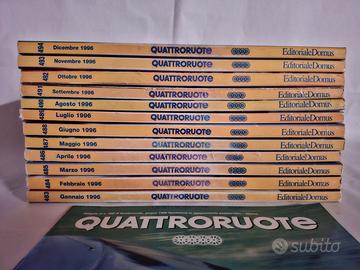 494 Dicembre 1996 QUATTRORUOTE EditorialeDomus
493 Novembre 1996 QUATTRORUOTE EditorialeDomus
492 Ottobre 1996 QUATTRORUOTE EditorialeDomus
491 Settembre 1996 QUATTRORUOTE EditorialeDomus
490 Agosto 1996 QUATTRORUOTE EditorialeDomus
489 Luglio 1996 QUATTRORUOTE EditorialeDomus
488 Giugno 1996 QUATTRORUOTE EditorialeDomus
487 Maggio 1996 QUATTRORUOTE EditorialeDomus
486 Aprile 1996 QUATTRORUOTE EditorialeDomus
485 Marzo 1996 QUATTRORUOTE EditorialeDomus
484 Febbraio 1996 QUATTRORUOTE EditorialeDomus
483 Gennaio 1996 QUATTRORUOTE EditorialeDomus
QUATTRORUOTE
subito